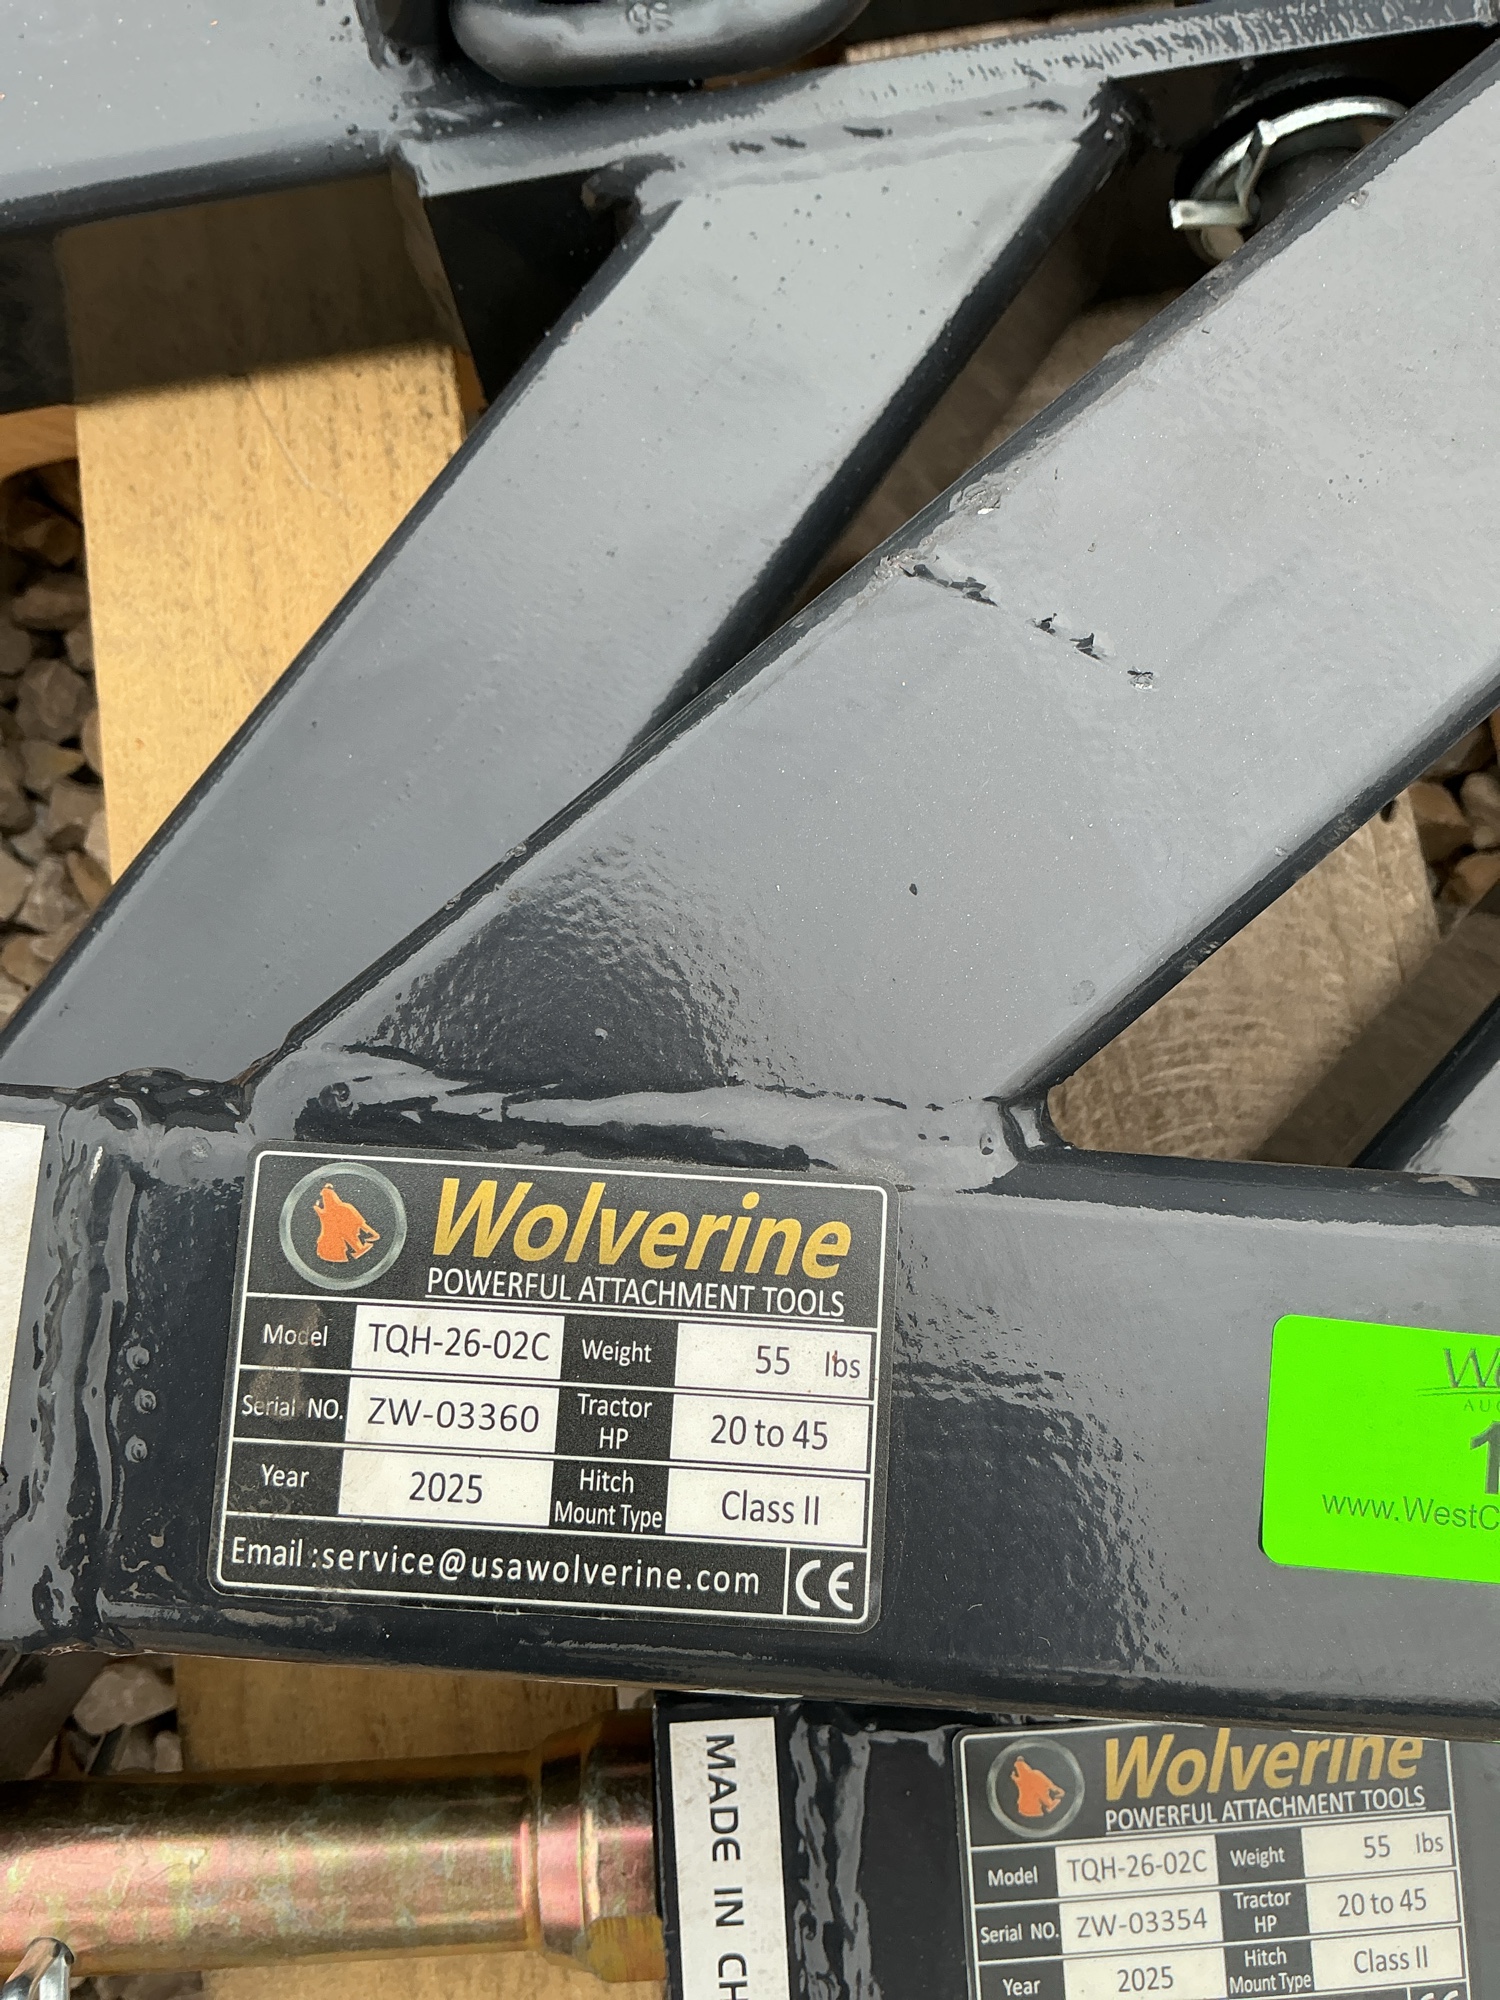 Wolverine
POWERFUL ATTACHMENT TOOLS
Model TQH-26-02C Weight 55 lbs
Serial NO. ZW-03360 Tractor HP 20 to 45
Year 2025 Hitch Mount Type Class II
Email :service@usawolverine.com CE
www.WestC
MADE IN CH
Wolverine
POWERFUL ATTACHMENT TOOLS
Model TQH-26-02C Weight 55 lbs
Serial NO. ZW-03354 Tractor HP 20 to 45
Year 2025 Hitch Mount Type Class II